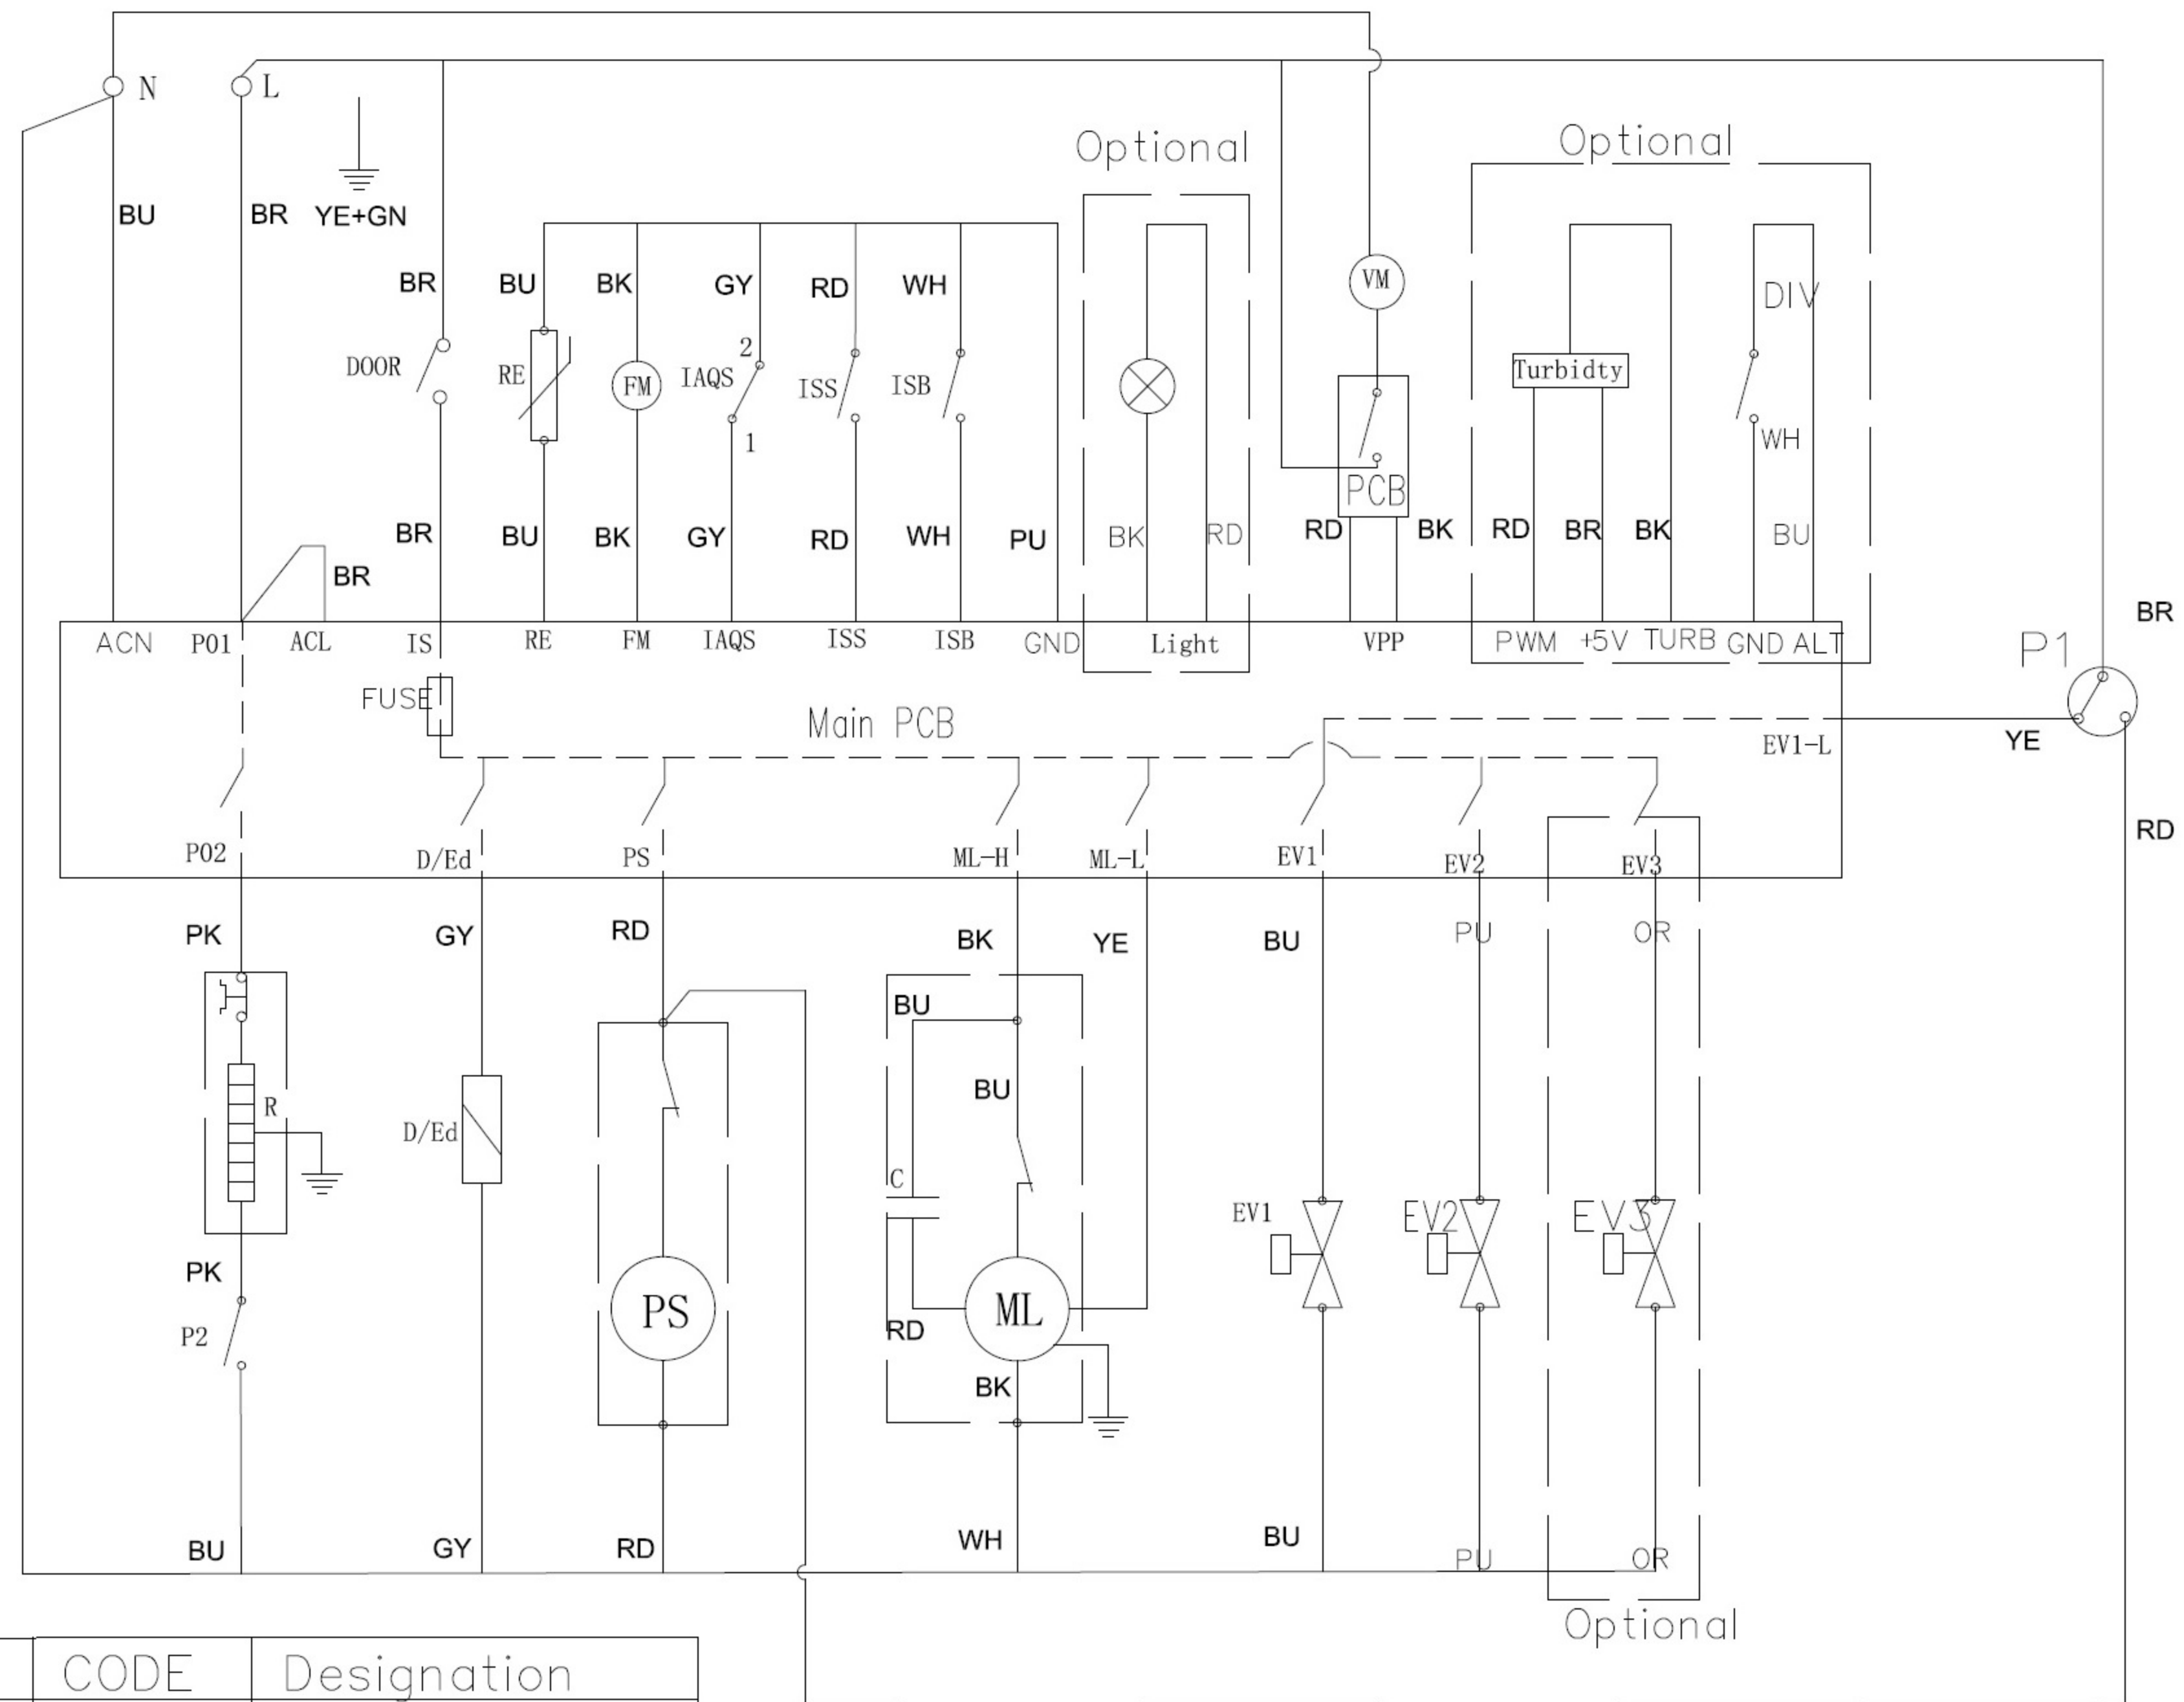 N
L
Optional
Optional
BU
BR
YE+GN
BR
BU
BK
GY
RD
WH
VM
DIV
2
DOOR
RE
FM
IAQS
ISS
ISB
Turbidty
1
WH
PCB
BR
BU
BK
GY
RD
WH
PU
BK
RD
RD
BK
RD
BR
BK
BU
BR
BR
ACN
P01
ACL
IS
RE
FM
IAQS
ISS
ISB
GND
Light
VPP
PWM
+5V
TURB
GND
ALT
P1
FUSE
Main PCB
EV1-L
YE
RD
P02
D/Ed
PS
ML-H
ML-L
EV1
EV2
EV3
PK
GY
RD
BK
YE
BU
PU
OR
BU
BU
R
D/Ed
C
EV1
EV2
EV3
PK
PS
ML
P2
RD
BK
BU
GY
RD
WH
BU
PU
OR
Optional
CODE
Designation